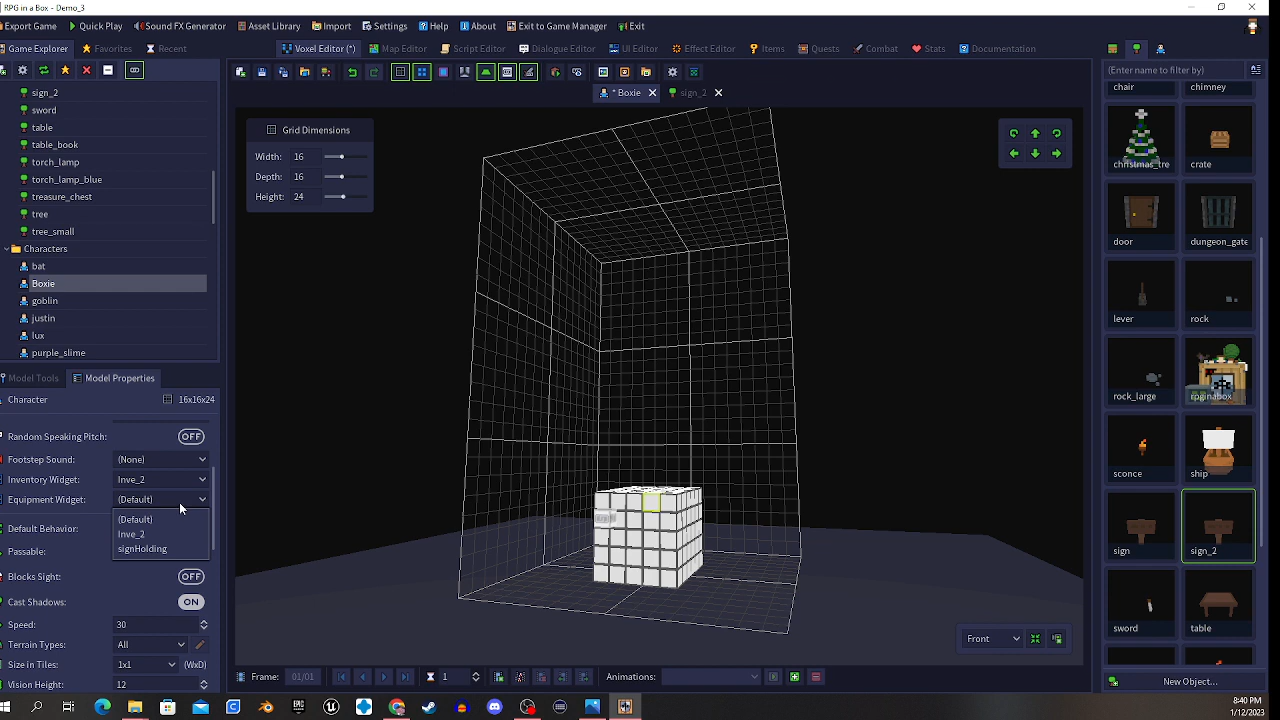 RPG in a Box - Demo_3
Export Game
Quick Play
Sound FX Generator
Asset Library
Import
Settings
Help
About
Exit to Game Manager
Exit
Game Explorer
Favorites
Recent
Voxel Editor (*)
Map Editor
Script Editor
Dialogue Editor
UI Editor
Effect Editor
Items
Quests
Combat
Stats
Documentation
* Boxie
sign_2
(Enter name to filter by)
sign_2
sword
table
table_book
torch_lamp
torch_lamp_blue
treasure_chest
tree
tree_small
Characters
bat
Boxie
goblin
justin
lux
purple_slime
Grid Dimensions
Width: 16
Depth: 16
Height: 24
chair
chimney
christmas_tre
crate
door
dungeon_gate
lever
rock
rock_large
rpginabox
sconce
ship
sign
sign_2
sword
table
New Object...
Model Tools
Model Properties
Character
16x16x24
Random Speaking Pitch: OFF
Footstep Sound: (None)
Inventory Widget: Inve_2
Equipment Widget: (Default)
(Default)
Inve_2
signHolding
Default Behavior:
Passable:
Blocks Sight: OFF
Cast Shadows: ON
Speed: 30
Terrain Types: All
Size in Tiles: 1x1 (WxD)
Vision Height: 12
Front
Frame: 01/01
1
Animations:
8:40 PM
1/12/2023